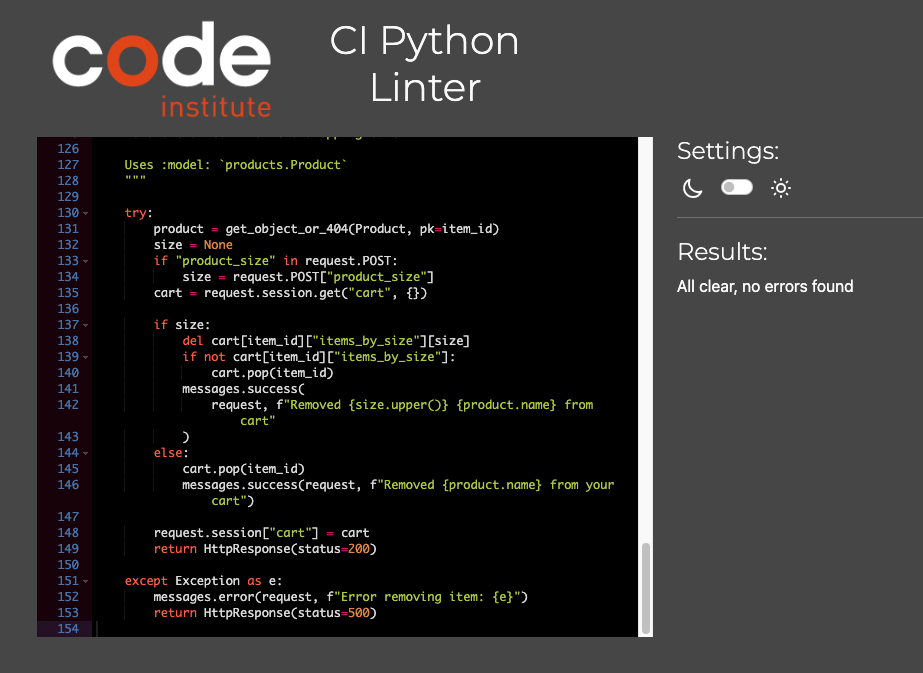 code
institute
CI Python
Linter
126
127 Uses :model: `products.Product`
128 """
129
130 try:
131 product = get_object_or_404(Product, pk=item_id)
132 size = None
133 if "product_size" in request.POST:
134 size = request.POST["product_size"]
135 cart = request.session.get("cart", {})
136
137 if size:
138 del cart[item_id]["items_by_size"][size]
139 if not cart[item_id]["items_by_size"]:
140 cart.pop(item_id)
141 messages.success(
142 request, f"Removed {size.upper()} {product.name} from
cart"
143 )
144 else:
145 cart.pop(item_id)
146 messages.success(request, f"Removed {product.name} from your
cart")
147
148 request.session["cart"] = cart
149 return HttpResponse(status=200)
150
151 except Exception as e:
152 messages.error(request, f"Error removing item: {e}")
153 return HttpResponse(status=500)
154
Settings:
Results:
All clear, no errors found